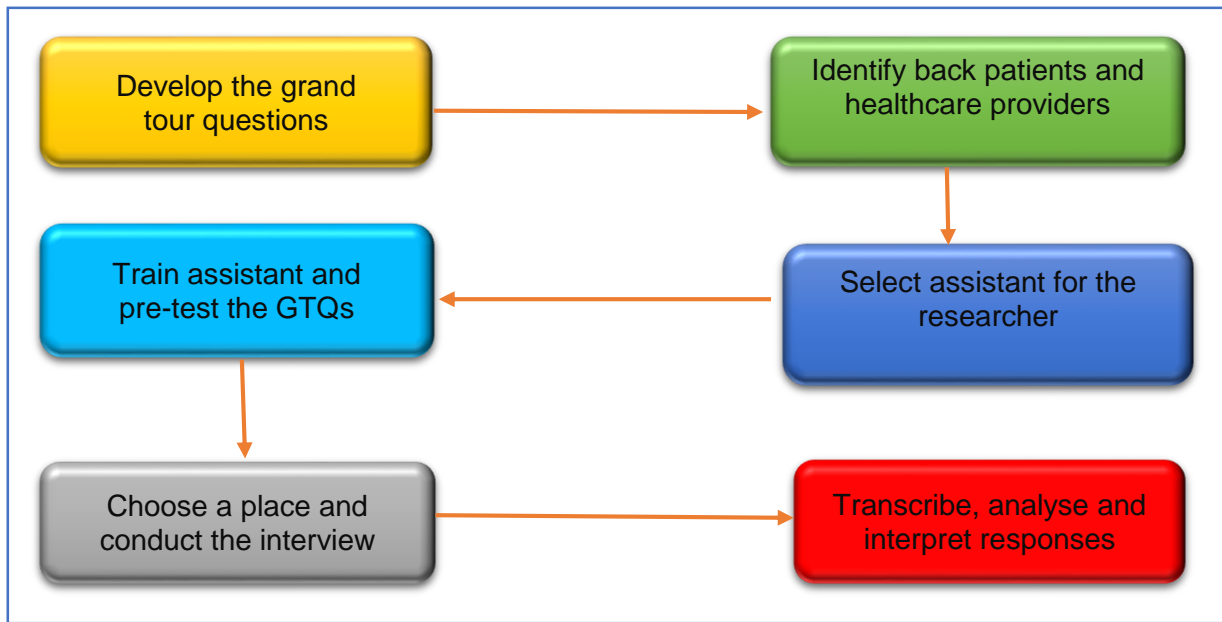 Develop the grand
tour questions
Identify back patients and
healthcare providers
Select assistant for the
researcher
Train assistant and
pre-test the GTQs
Choose a place and
conduct the interview
Transcribe, analyse and
interpret responses